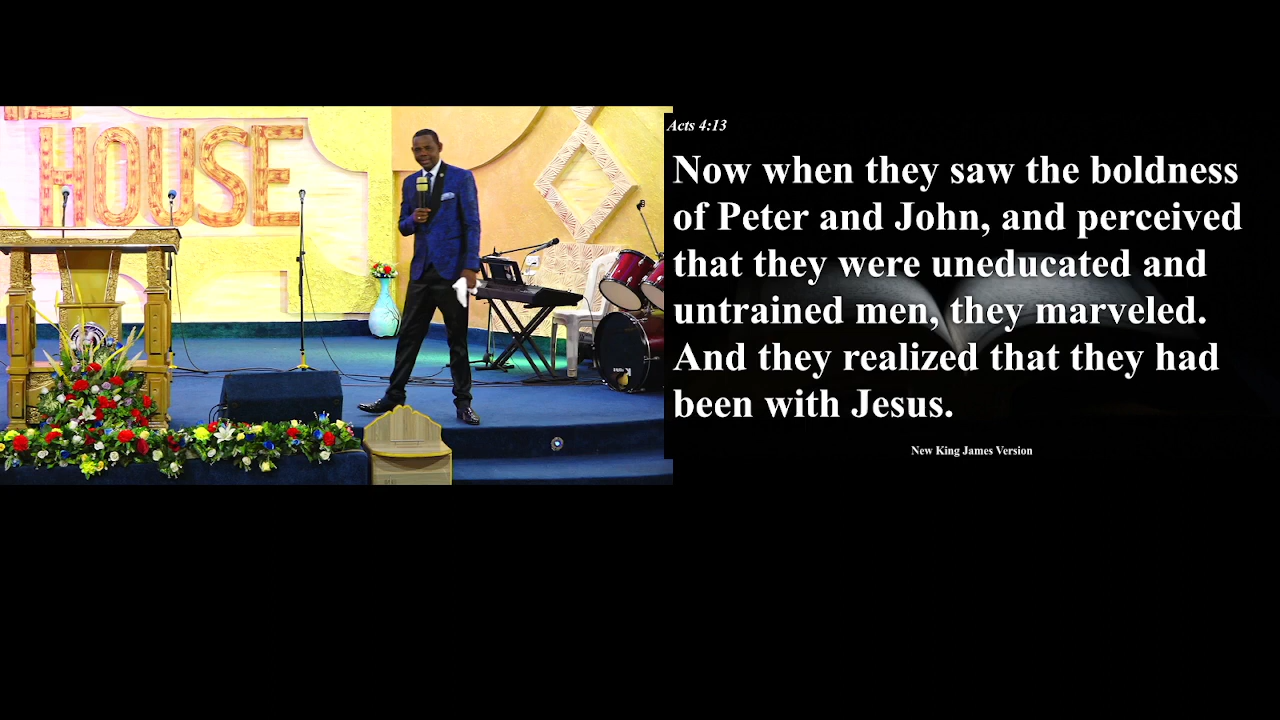 HOUSE
Acts 4:13
Now when they saw the boldness
of Peter and John, and perceived
that they were uneducated and
untrained men, they marveled.
And they realized that they had
been with Jesus.
New King James Version